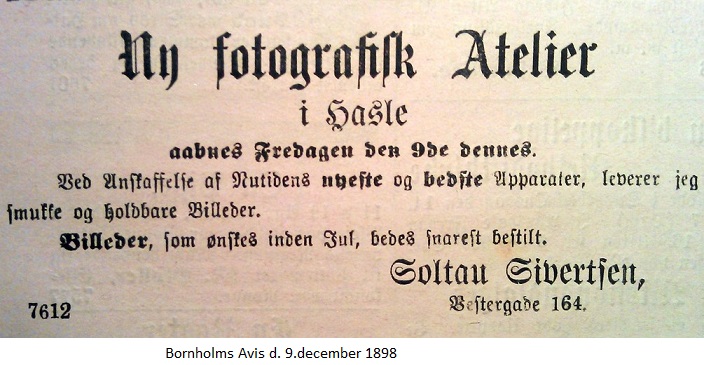 Ny fotografisk Atelier
i Hasle
aabnes Fredagen den 9de dennes.
Ved Anskaffelse af Nutidens nyeste og bedste Apparater, leverer jeg
smukke og holdbare Billeder.
Billeder, som ønskes inden Jul, bedes snarest bestilt.
Soltau Sivertsen,
Vestergade 164.
7612
Bornholms Avis d. 9.december 1898